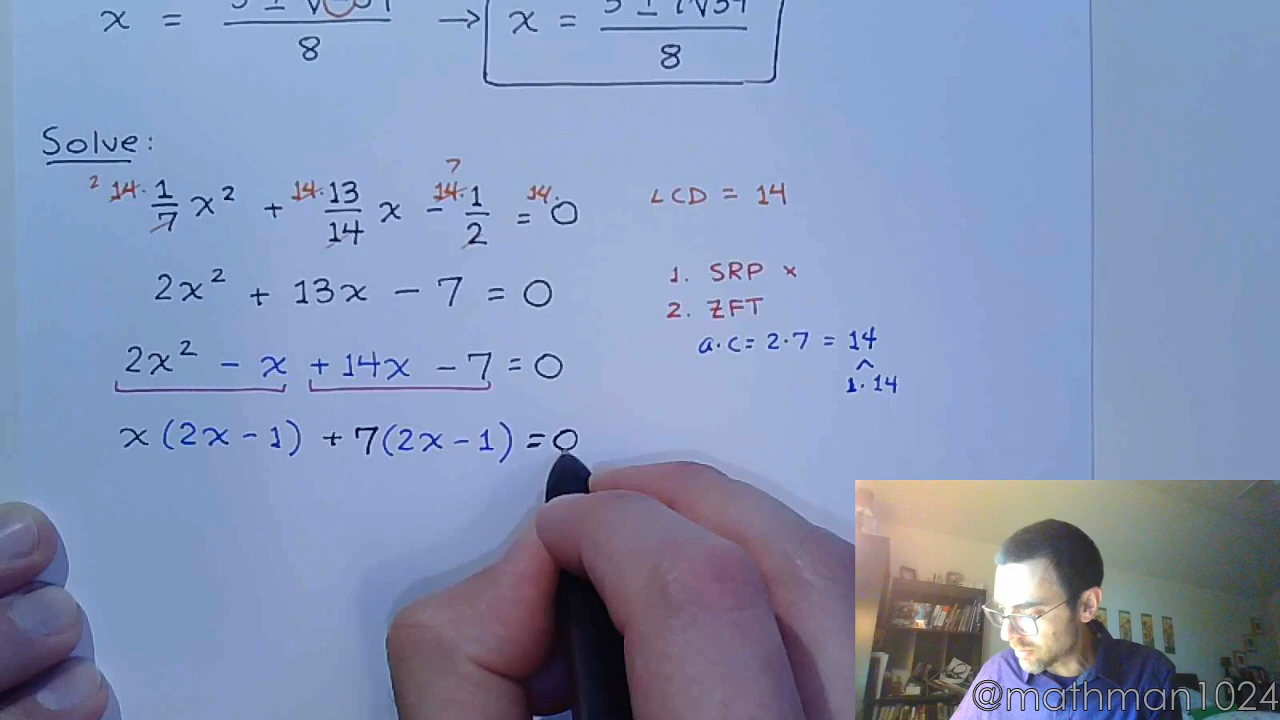 x = /8 → x = /8
Solve:
2 14· 1/7 x² + 14· 13/14 x − 7 14· 1/2 = 14· 0
LCD = 14
2x² + 13x − 7 = 0
1. SRP ×
2. ZFT
a·c = 2·7 = 14
^
1·14
2x² − x + 14x − 7 = 0
x(2x − 1) + 7(2x − 1) = 0
@mathman1024